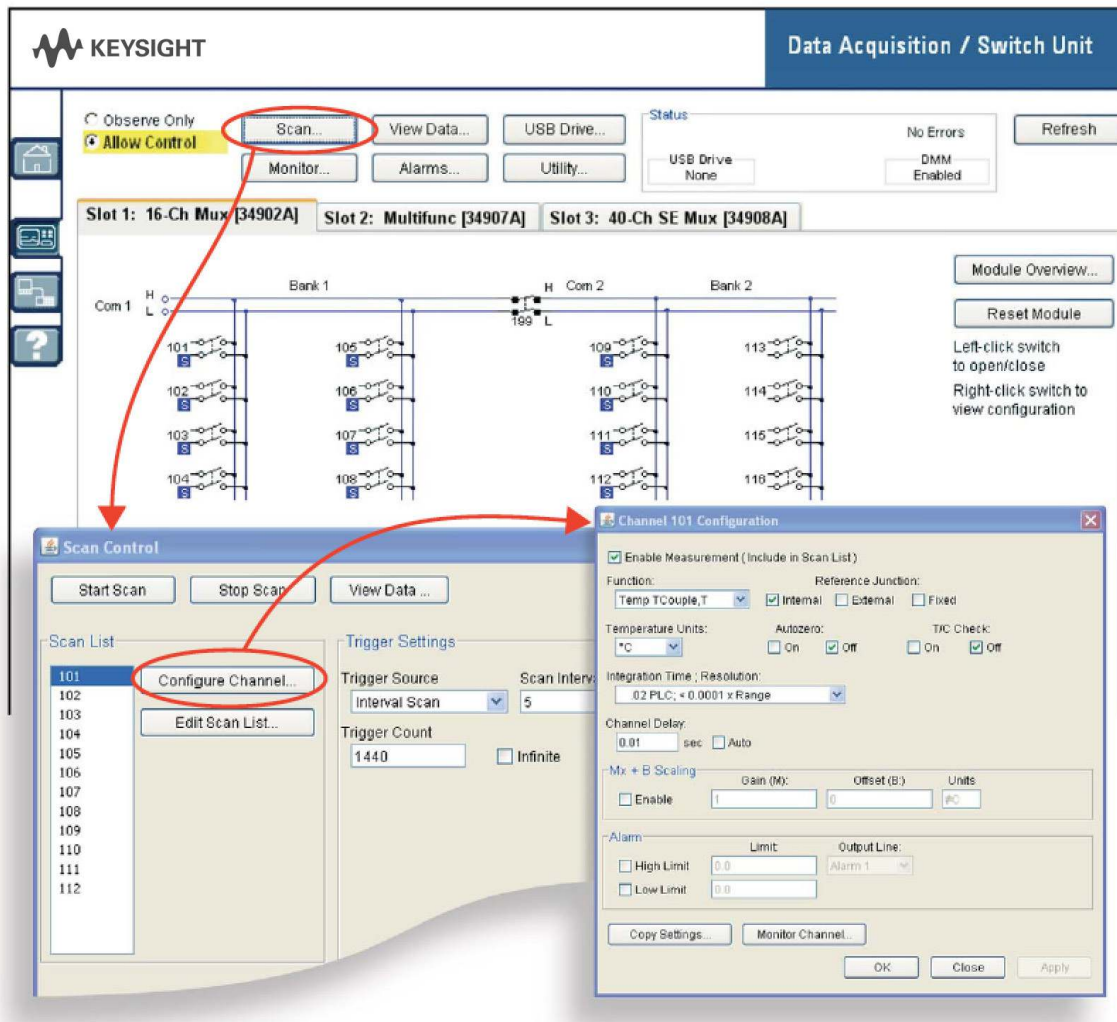 KEYSIGHT
Data Acquisition / Switch Unit
Observe Only
Allow Control
Scan...
View Data...
USB Drive...
Monitor...
Alarms...
Utility...
Status
No Errors
USB Drive
None
DMM
Enabled
Refresh
Slot 1: 16-Ch Mux [34902A]
Slot 2: Multifunc [34907A]
Slot 3: 40-Ch SE Mux [34908A]
Module Overview...
Reset Module
Left-click switch
to open/close
Right-click switch to
view configuration
Com 1
H
L
Bank 1
H Com 2
199 L
Bank 2
101
S
105
S
109
S
113
102
S
106
S
110
S
114
103
S
107
S
111
S
115
104
S
108
S
112
S
116
Scan Control
Start Scan
Stop Scan
View Data ...
Scan List
101
102
103
104
105
106
107
108
109
110
111
112
Configure Channel...
Edit Scan List...
Trigger Settings
Trigger Source
Interval Scan
Scan Interv
5
Trigger Count
1440
Infinite
Channel 101 Configuration
Enable Measurement (Include in Scan List)
Function:
Temp TCouple,T
Reference Junction:
Internal
External
Fixed
Temperature Units:
°C
Autozero:
On
Off
T/C Check:
On
Off
Integration Time ; Resolution:
.02 PLC; < 0.0001 x Range
Channel Delay:
0.01
sec
Auto
Mx + B Scaling
Gain (M):
Offset (B:)
Units
Enable
1
0
Alarm
Limit:
Output Line:
High Limit
0.0
Alarm 1
Low Limit
0.0
Copy Settings...
Monitor Channel...
OK
Close
Apply